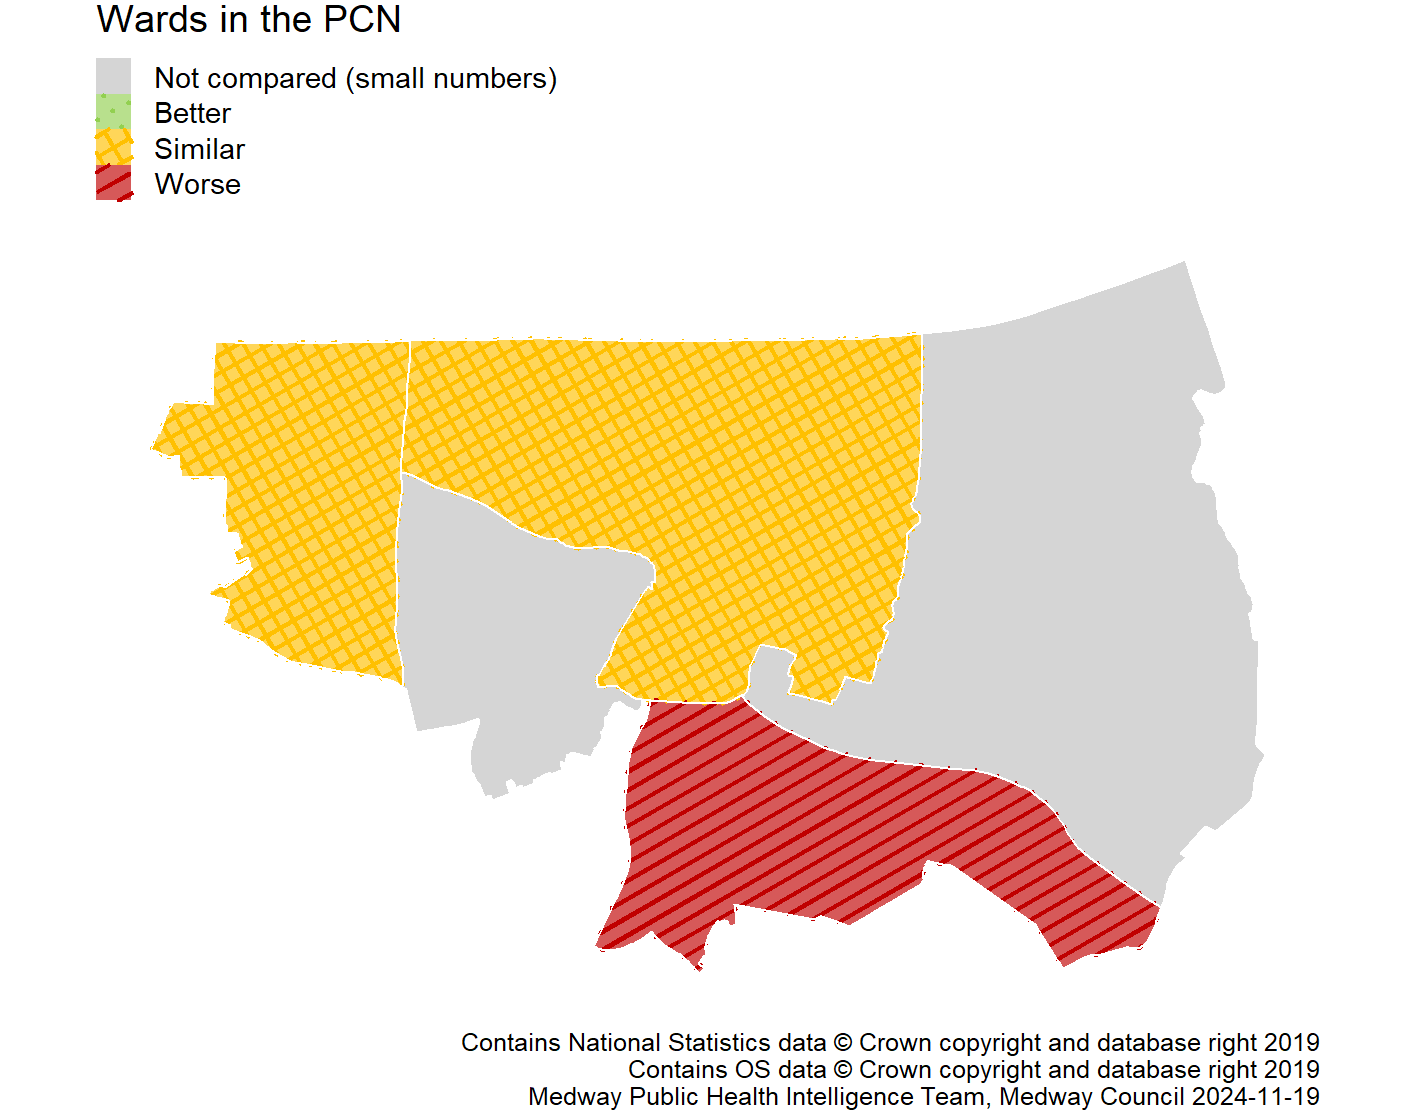 Wards in the PCN
Not compared (small numbers)
Better
Similar
Worse
Contains National Statistics data © Crown copyright and database right 2019
Contains OS data © Crown copyright and database right 2019
Medway Public Health Intelligence Team, Medway Council 2024-11-19